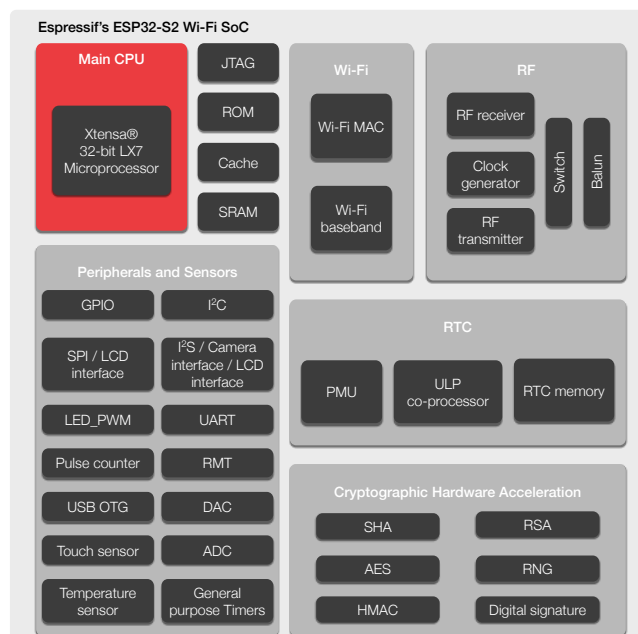 Espressif's ESP32-S2 Wi-Fi SoC
Main CPU
Xtensa®
32-bit LX7
Microprocessor
JTAG
ROM
Cache
SRAM
Wi-Fi
Wi-Fi MAC
Wi-Fi
baseband
RF
RF receiver
Clock
generator
RF
transmitter
Switch
Balun
Peripherals and Sensors
GPIO
I²C
SPI / LCD
interface
I²S / Camera
interface / LCD
interface
LED_PWM
UART
Pulse counter
RMT
USB OTG
DAC
Touch sensor
ADC
Temperature
sensor
General
purpose Timers
RTC
PMU
ULP
co-processor
RTC memory
Cryptographic Hardware Acceleration
SHA
RSA
AES
RNG
HMAC
Digital signature